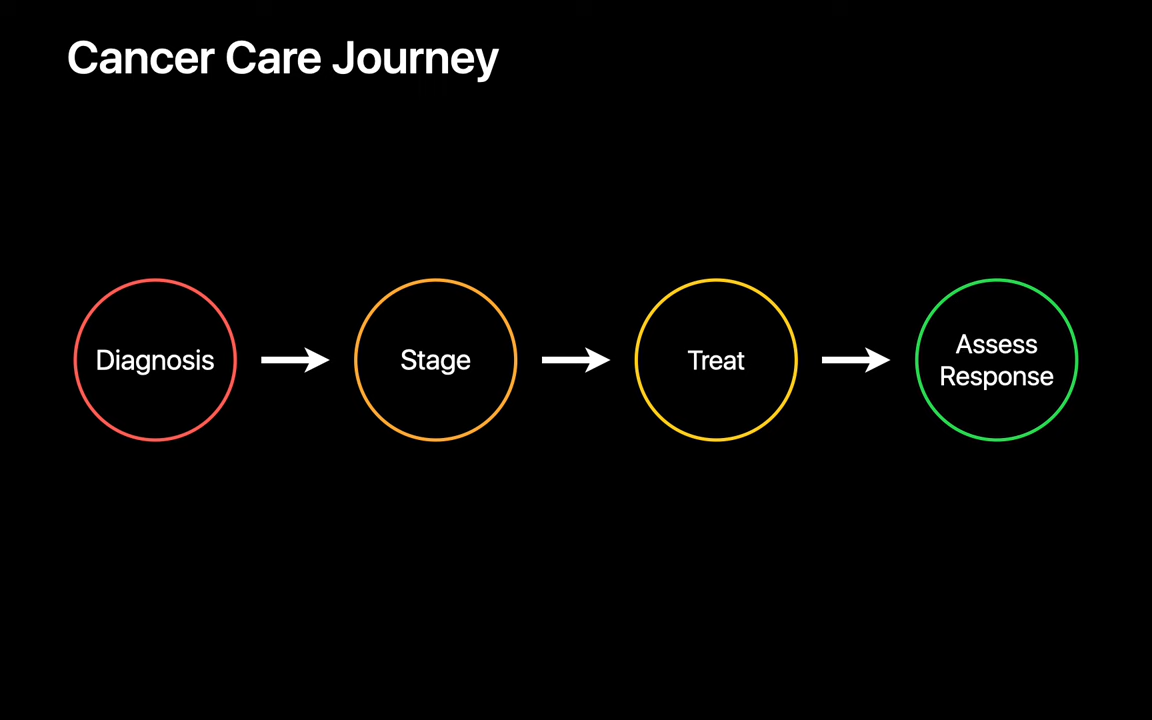 Cancer Care Journey
Diagnosis
Stage
Treat
Assess
Response